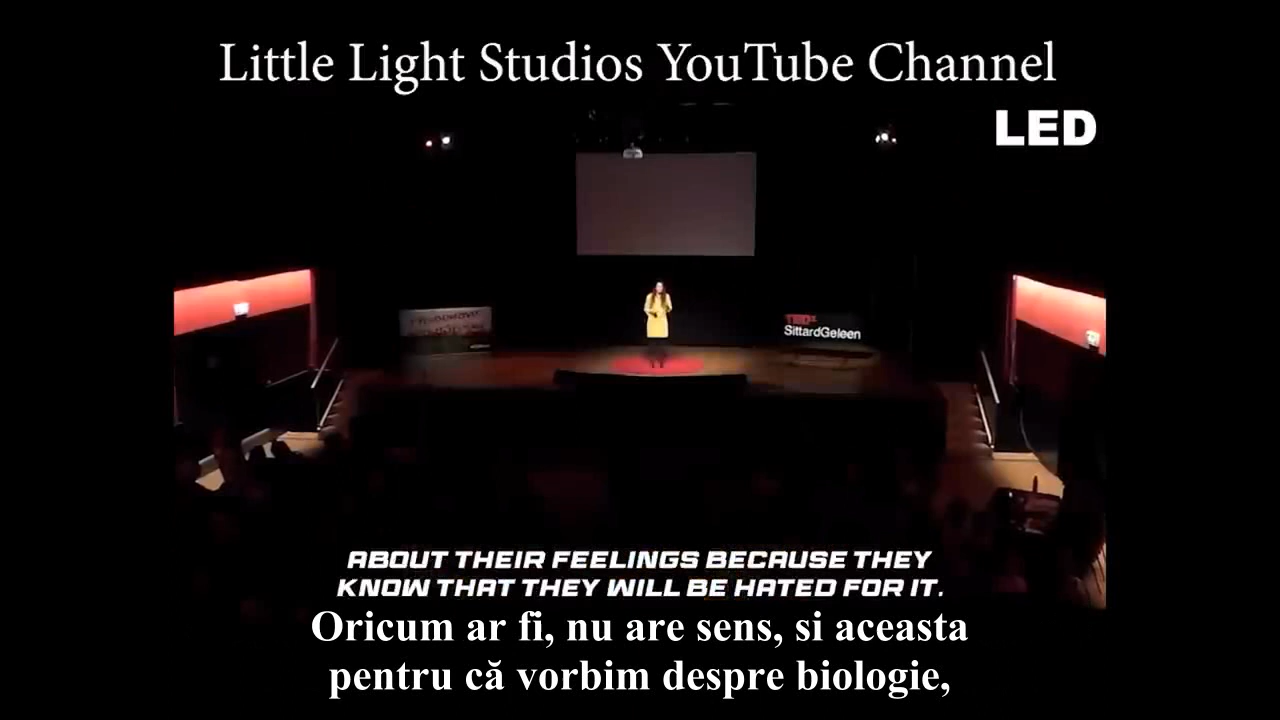 Little Light Studios YouTube Channel
LED
TEDx
SittardGeleen
ABOUT THEIR FEELINGS BECAUSE THEY
KNOW THAT THEY WILL BE HATED FOR IT.
Oricum ar fi, nu are sens, si aceasta
pentru că vorbim despre biologie,